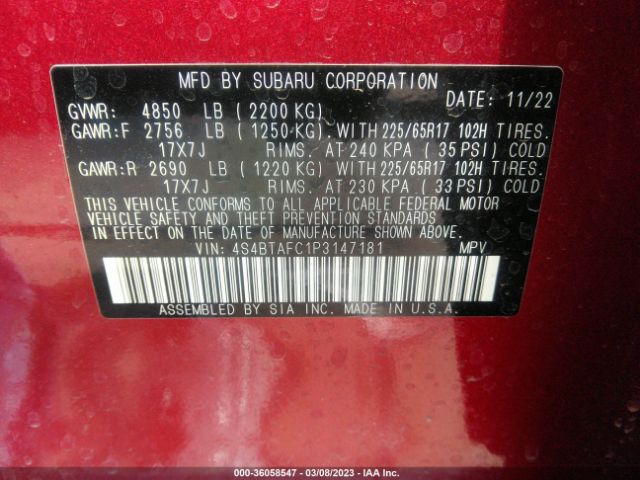 MFD BY SUBARU CORPORATION
DATE: 11/22
GVWR: 4850 LB (2200 KG)
GAWR:F 2756 LB (1250 KG). WITH 225/65R17 102H TIRES.
17X7J RIMS. AT 240 KPA (35 PSI) COLD
GAWR:R 2690 LB (1220 KG). WITH 225/65R17 102H TIRES.
17X7J RIMS. AT 230 KPA (33 PSI) COLD
THIS VEHICLE CONFORMS TO ALL APPLICABLE FEDERAL MOTOR
VEHICLE SAFETY AND THEFT PREVENTION STANDARDS
IN EFFECT ON THE DATE OF MANUFACTURE SHOWN ABOVE.
VIN: 4S4BTAFC1P3147181 MPV
ASSEMBLED BY SIA INC. MADE IN U.S.A.
000-36058547 — 03/08/2023 — IAA Inc.